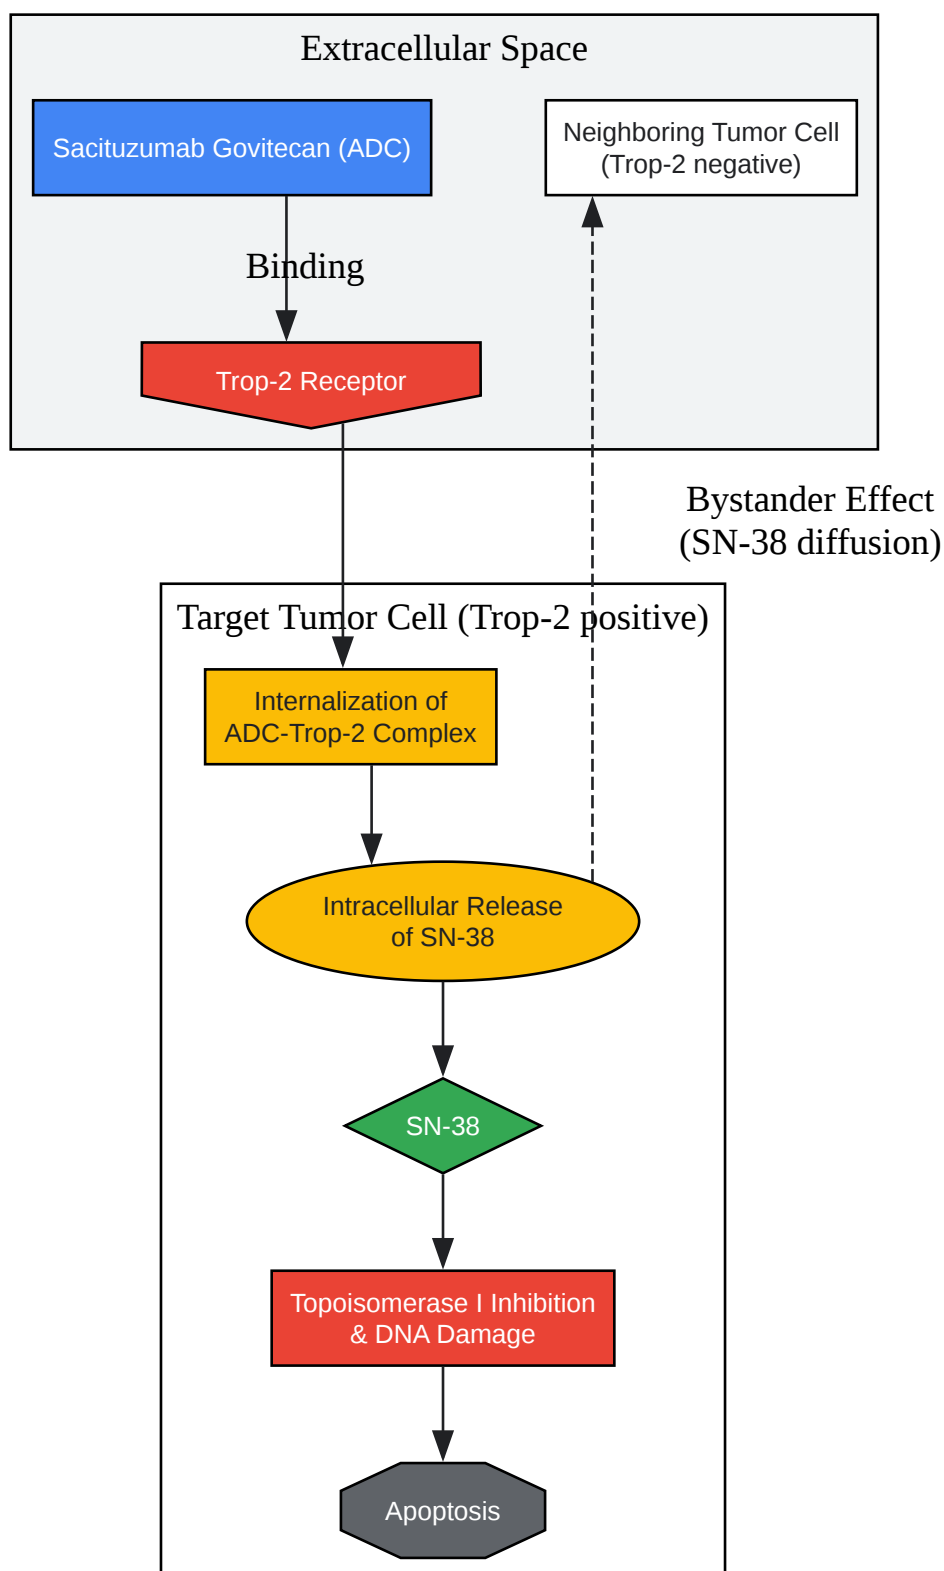 Extracellular Space
Sacituzumab Govitecan (ADC)
Neighboring Tumor Cell
(Trop-2 negative)
Binding
Trop-2 Receptor
Bystander Effect
(SN-38 diffusion)
Target Tumor Cell (Trop-2 positive)
Internalization of
ADC-Trop-2 Complex
Intracellular Release
of SN-38
SN-38
Topoisomerase I Inhibition
& DNA Damage
Apoptosis